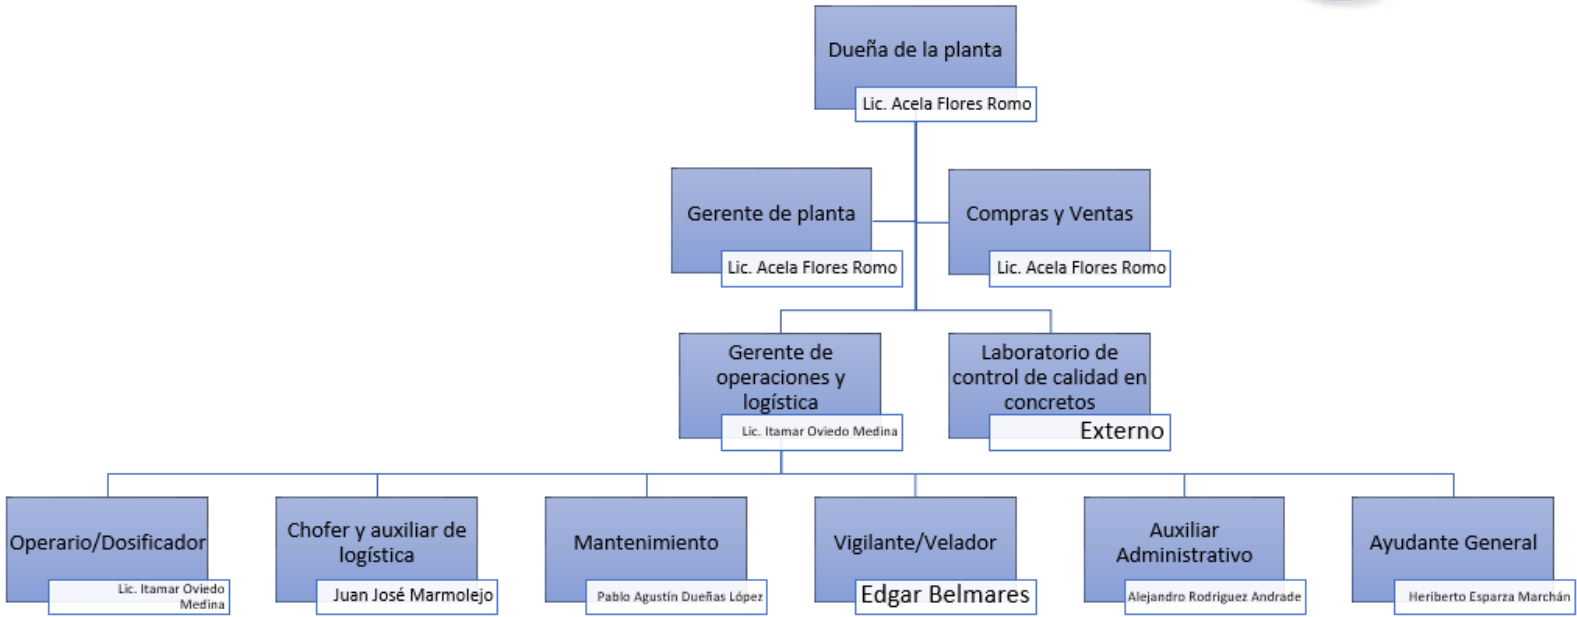 Dueña de la planta
Lic. Acela Flores Romo
Gerente de planta
Lic. Acela Flores Romo
Compras y Ventas
Lic. Acela Flores Romo
Gerente de
operaciones y
logística
Lic. Itamar Oviedo Medina
Laboratorio de
control de calidad en
concretos
Externo
Operario/Dosificador
Lic. Itamar Oviedo
Medina
Chofer y auxiliar de
logística
Juan José Marmolejo
Mantenimiento
Pablo Agustín Dueñas López
Vigilante/Velador
Edgar Belmares
Auxiliar
Administrativo
Alejandro Rodriguez Andrade
Ayudante General
Heriberto Esparza Marchán